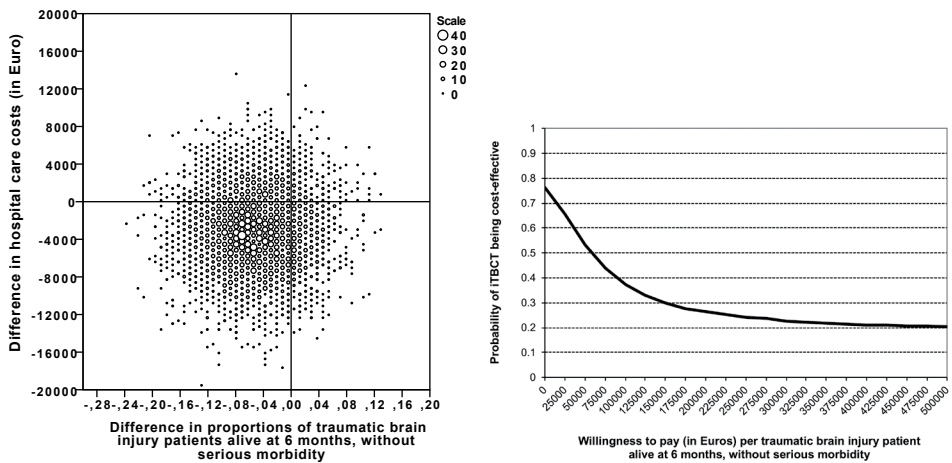 Difference in hospital care costs (in Euro)
20000
16000
12000
8000
4000
0
-4000
-8000
-12000
-16000
-20000
-,28 -,24 -,20 -,16 -,12 -,08 -,04 ,00 ,04 ,08 ,12 ,16 ,20
Difference in proportions of traumatic brain
injury patients alive at 6 months, without
serious morbidity
Scale
40
30
20
10
0
Probability of iTBCT being cost-effective
1
0.9
0.8
0.7
0.6
0.5
0.4
0.3
0.2
0.1
0
0 25000 50000 75000 100000 125000 150000 175000 200000 225000 250000 275000 300000 325000 350000 375000 400000 425000 450000 475000 500000
Willingness to pay (in Euros) per traumatic brain injury patient
alive at 6 months, without serious morbidity